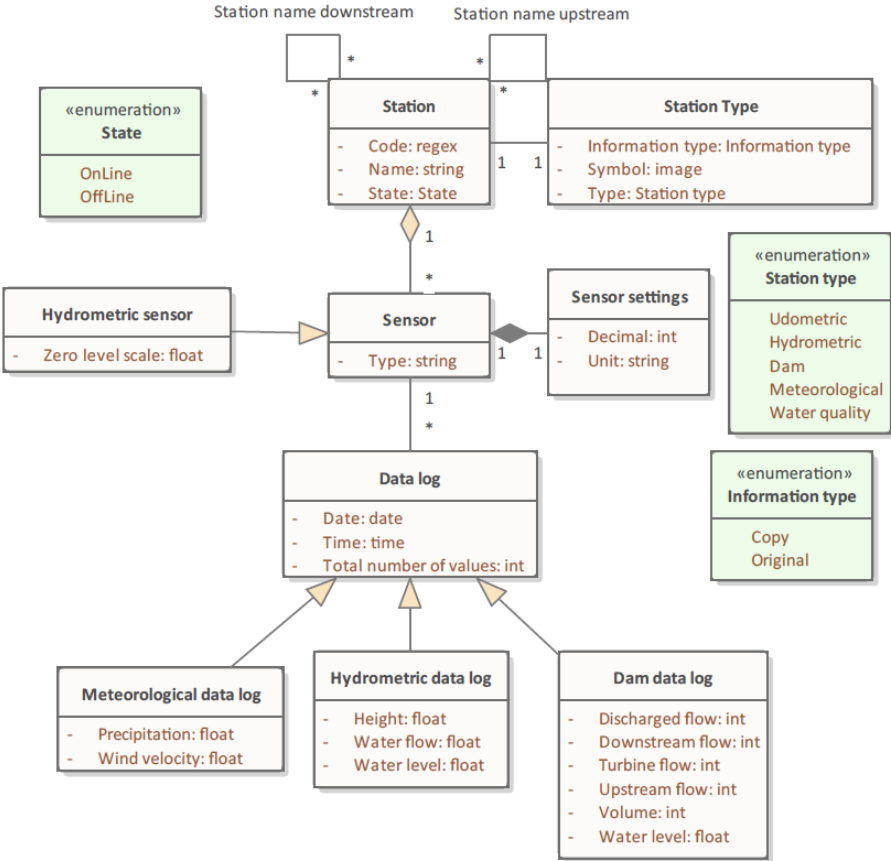 Station name downstream
Station name upstream
*
*
*
*
«enumeration»
State
OnLine
OffLine
Station
- Code: regex
- Name: string
- State: State
1
1
Station Type
- Information type: Information type
- Symbol: image
- Type: Station type
1
*
«enumeration»
Station type
Udometric
Hydrometric
Dam
Meteorological
Water quality
Hydrometric sensor
- Zero level scale: float
Sensor
- Type: string
1
1
Sensor settings
- Decimal: int
- Unit: string
1
*
Data log
- Date: date
- Time: time
- Total number of values: int
«enumeration»
Information type
Copy
Original
Meteorological data log
- Precipitation: float
- Wind velocity: float
Hydrometric data log
- Height: float
- Water flow: float
- Water level: float
Dam data log
- Discharged flow: int
- Downstream flow: int
- Turbine flow: int
- Upstream flow: int
- Volume: int
- Water level: float